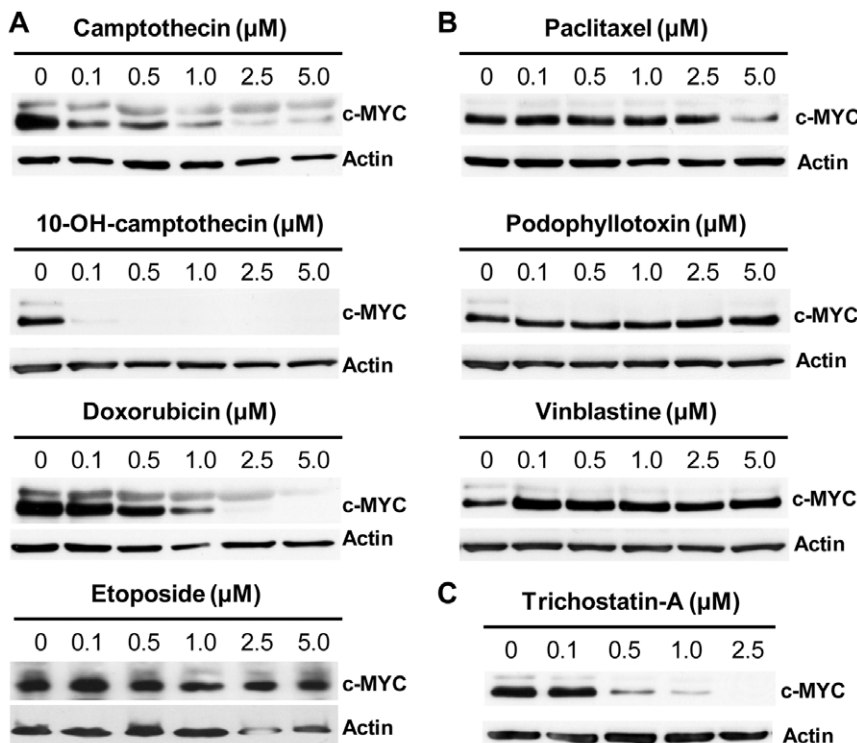 A
Camptothecin (µM)
0 0.1 0.5 1.0 2.5 5.0
c-MYC
Actin
10-OH-camptothecin (µM)
0 0.1 0.5 1.0 2.5 5.0
c-MYC
Actin
Doxorubicin (µM)
0 0.1 0.5 1.0 2.5 5.0
c-MYC
Actin
Etoposide (µM)
0 0.1 0.5 1.0 2.5 5.0
c-MYC
Actin
B
Paclitaxel (µM)
0 0.1 0.5 1.0 2.5 5.0
c-MYC
Actin
Podophyllotoxin (µM)
0 0.1 0.5 1.0 2.5 5.0
c-MYC
Actin
Vinblastine (µM)
0 0.1 0.5 1.0 2.5 5.0
c-MYC
Actin
C
Trichostatin-A (µM)
0 0.1 0.5 1.0 2.5
c-MYC
Actin